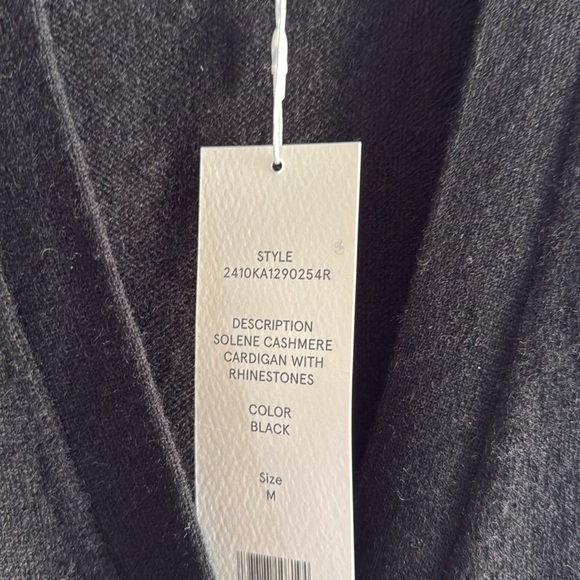 STYLE
2410KA1290254R
DESCRIPTION
SOLENE CASHMERE
CARDIGAN WITH
RHINESTONES
COLOR
BLACK
Size
M